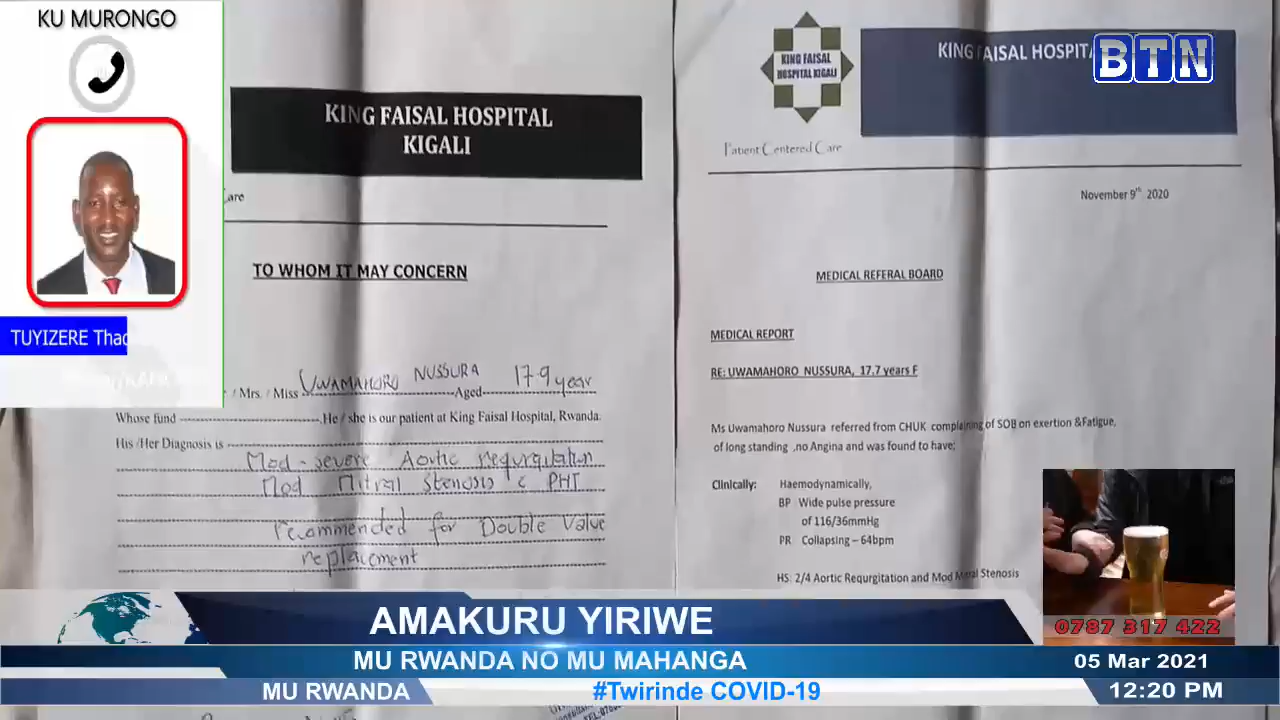 KU MURONGO
TUYIZERE Thad
KING FAISAL HOSPITAL
KIGALI
are
TO WHOM IT MAY CONCERN
/ Mrs. / Miss UWAMAHORO NUSSURA Aged 17.9 year
Whose fund He / she is our patient at King Faisal Hospital, Rwanda.
His /Her Diagnosis is
Mod - severe Aortic regurgitation
Mod Mitral stenosis c PHT
recommended for Double Valve
replacement
KING FAISAL
HOSPITAL KIGALI
KING FAISAL HOSPITA
BTN
Patient Centered Care
November 9th 2020
MEDICAL REFERAL BOARD
MEDICAL REPORT
RE: UWAMAHORO NUSSURA, 17.7 years F
Ms Uwamahoro Nussura referred from CHUK complaining of SOB on exertion &Fatigue,
of long standing .no Angina and was found to have;
Clinically: Haemodynamically,
BP Wide pulse pressure
of 116/36mmHg
PR Collapsing – 64bpm
HS: 2/4 Aortic Requrgitation and Mod Mitral Stenosis
0787 317 422
AMAKURU YIRIWE
MU RWANDA NO MU MAHANGA
05 Mar 2021
MU RWANDA
#Twirinde COVID-19
12:20 PM